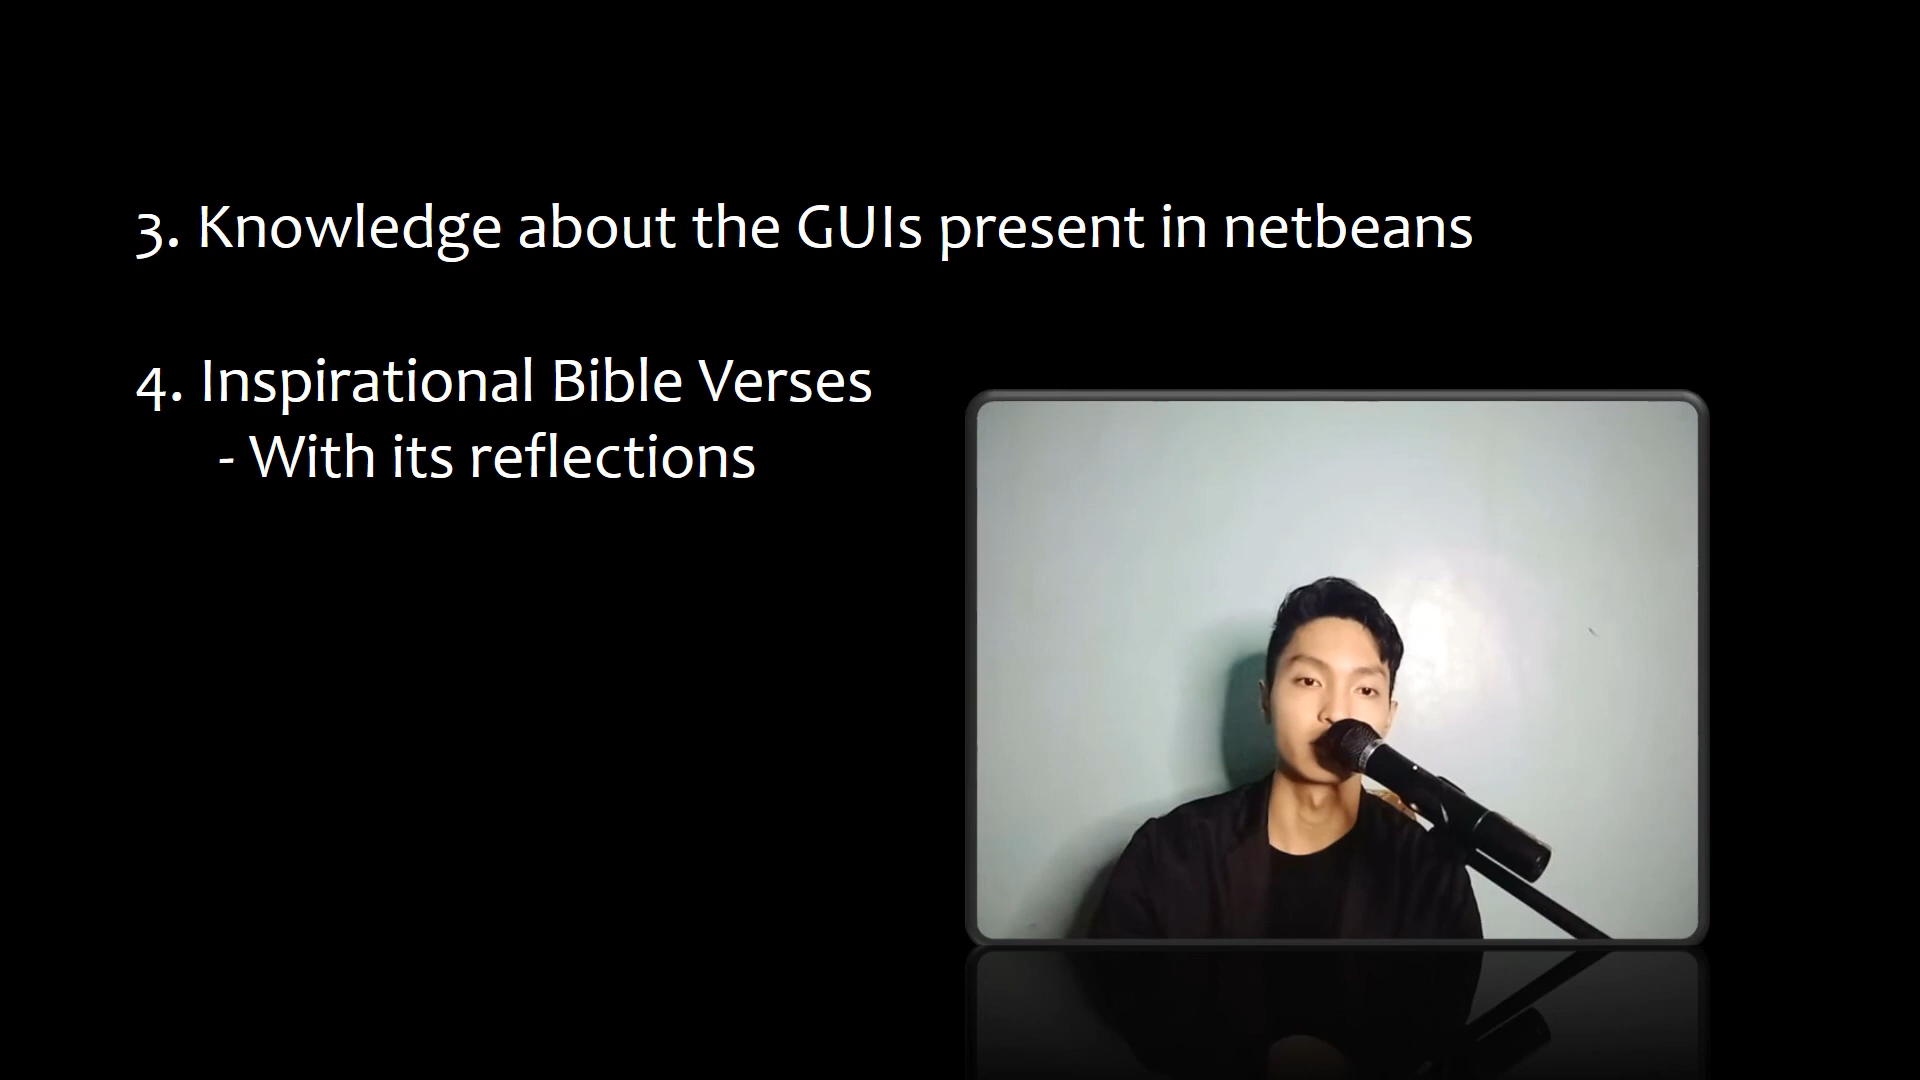 3. Knowledge about the GUIs present in netbeans
4. Inspirational Bible Verses
- With its reflections